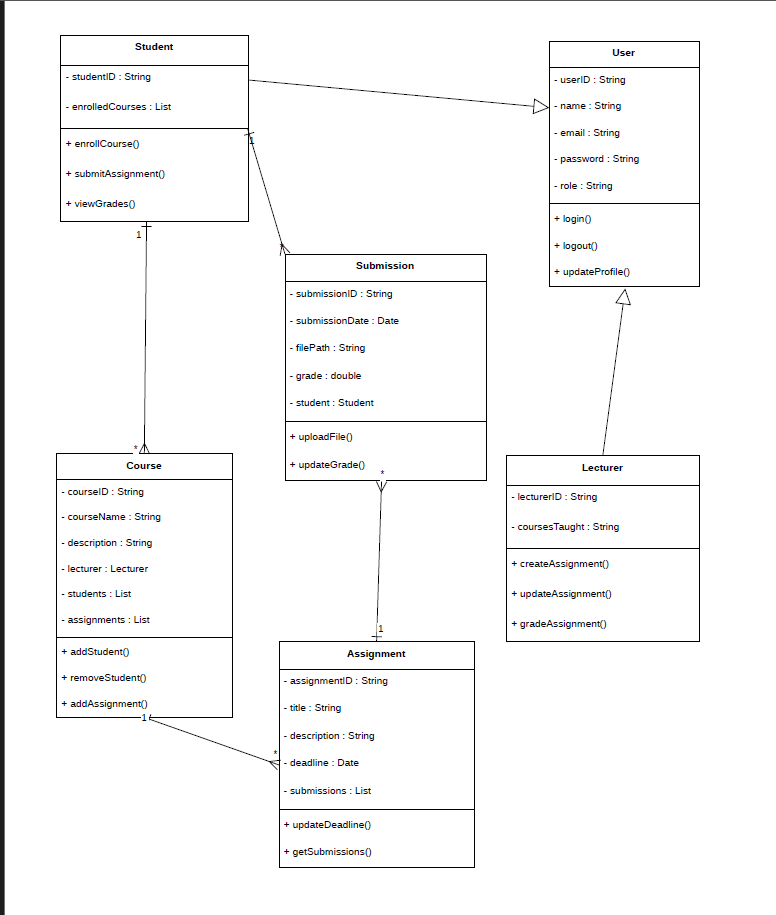 Student
- studentID : String
- enrolledCourses : List
+ enrollCourse()
+ submitAssignment()
+ viewGrades()
1
1
*
User
- userID : String
- name : String
- email : String
- password : String
- role : String
+ login()
+ logout()
+ updateProfile()
Submission
- submissionID : String
- submissionDate : Date
- filePath : String
- grade : double
- student : Student
+ uploadFile()
+ updateGrade()
*
1
*
Course
- courseID : String
- courseName : String
- description : String
- lecturer : Lecturer
- students : List
- assignments : List
+ addStudent()
+ removeStudent()
+ addAssignment()
1
*
Lecturer
- lecturerID : String
- coursesTaught : String
+ createAssignment()
+ updateAssignment()
+ gradeAssignment()
Assignment
- assignmentID : String
- title : String
- description : String
- deadline : Date
- submissions : List
+ updateDeadline()
+ getSubmissions()